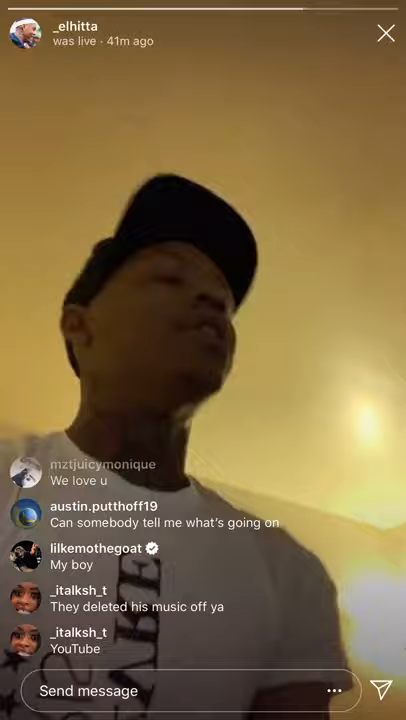 _elhitta
was live · 41m ago
mztjuicymonique
We love u
austin.putthoff19
Can somebody tell me what's going on
lilkemothegoat
My boy
_italksh_t
They deleted his music off ya
_italksh_t
YouTube
Send message